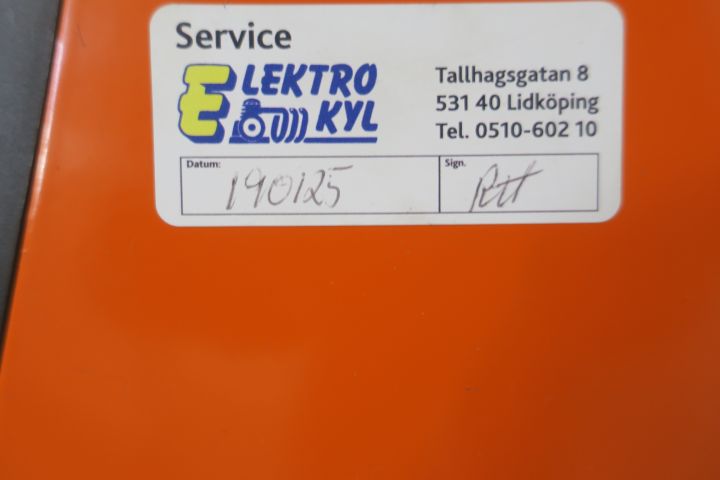 Service
ELEKTRO
KYL
Tallhagsgatan 8
531 40 Lidköping
Tel. 0510-602 10
Datum: 190125
Sign.